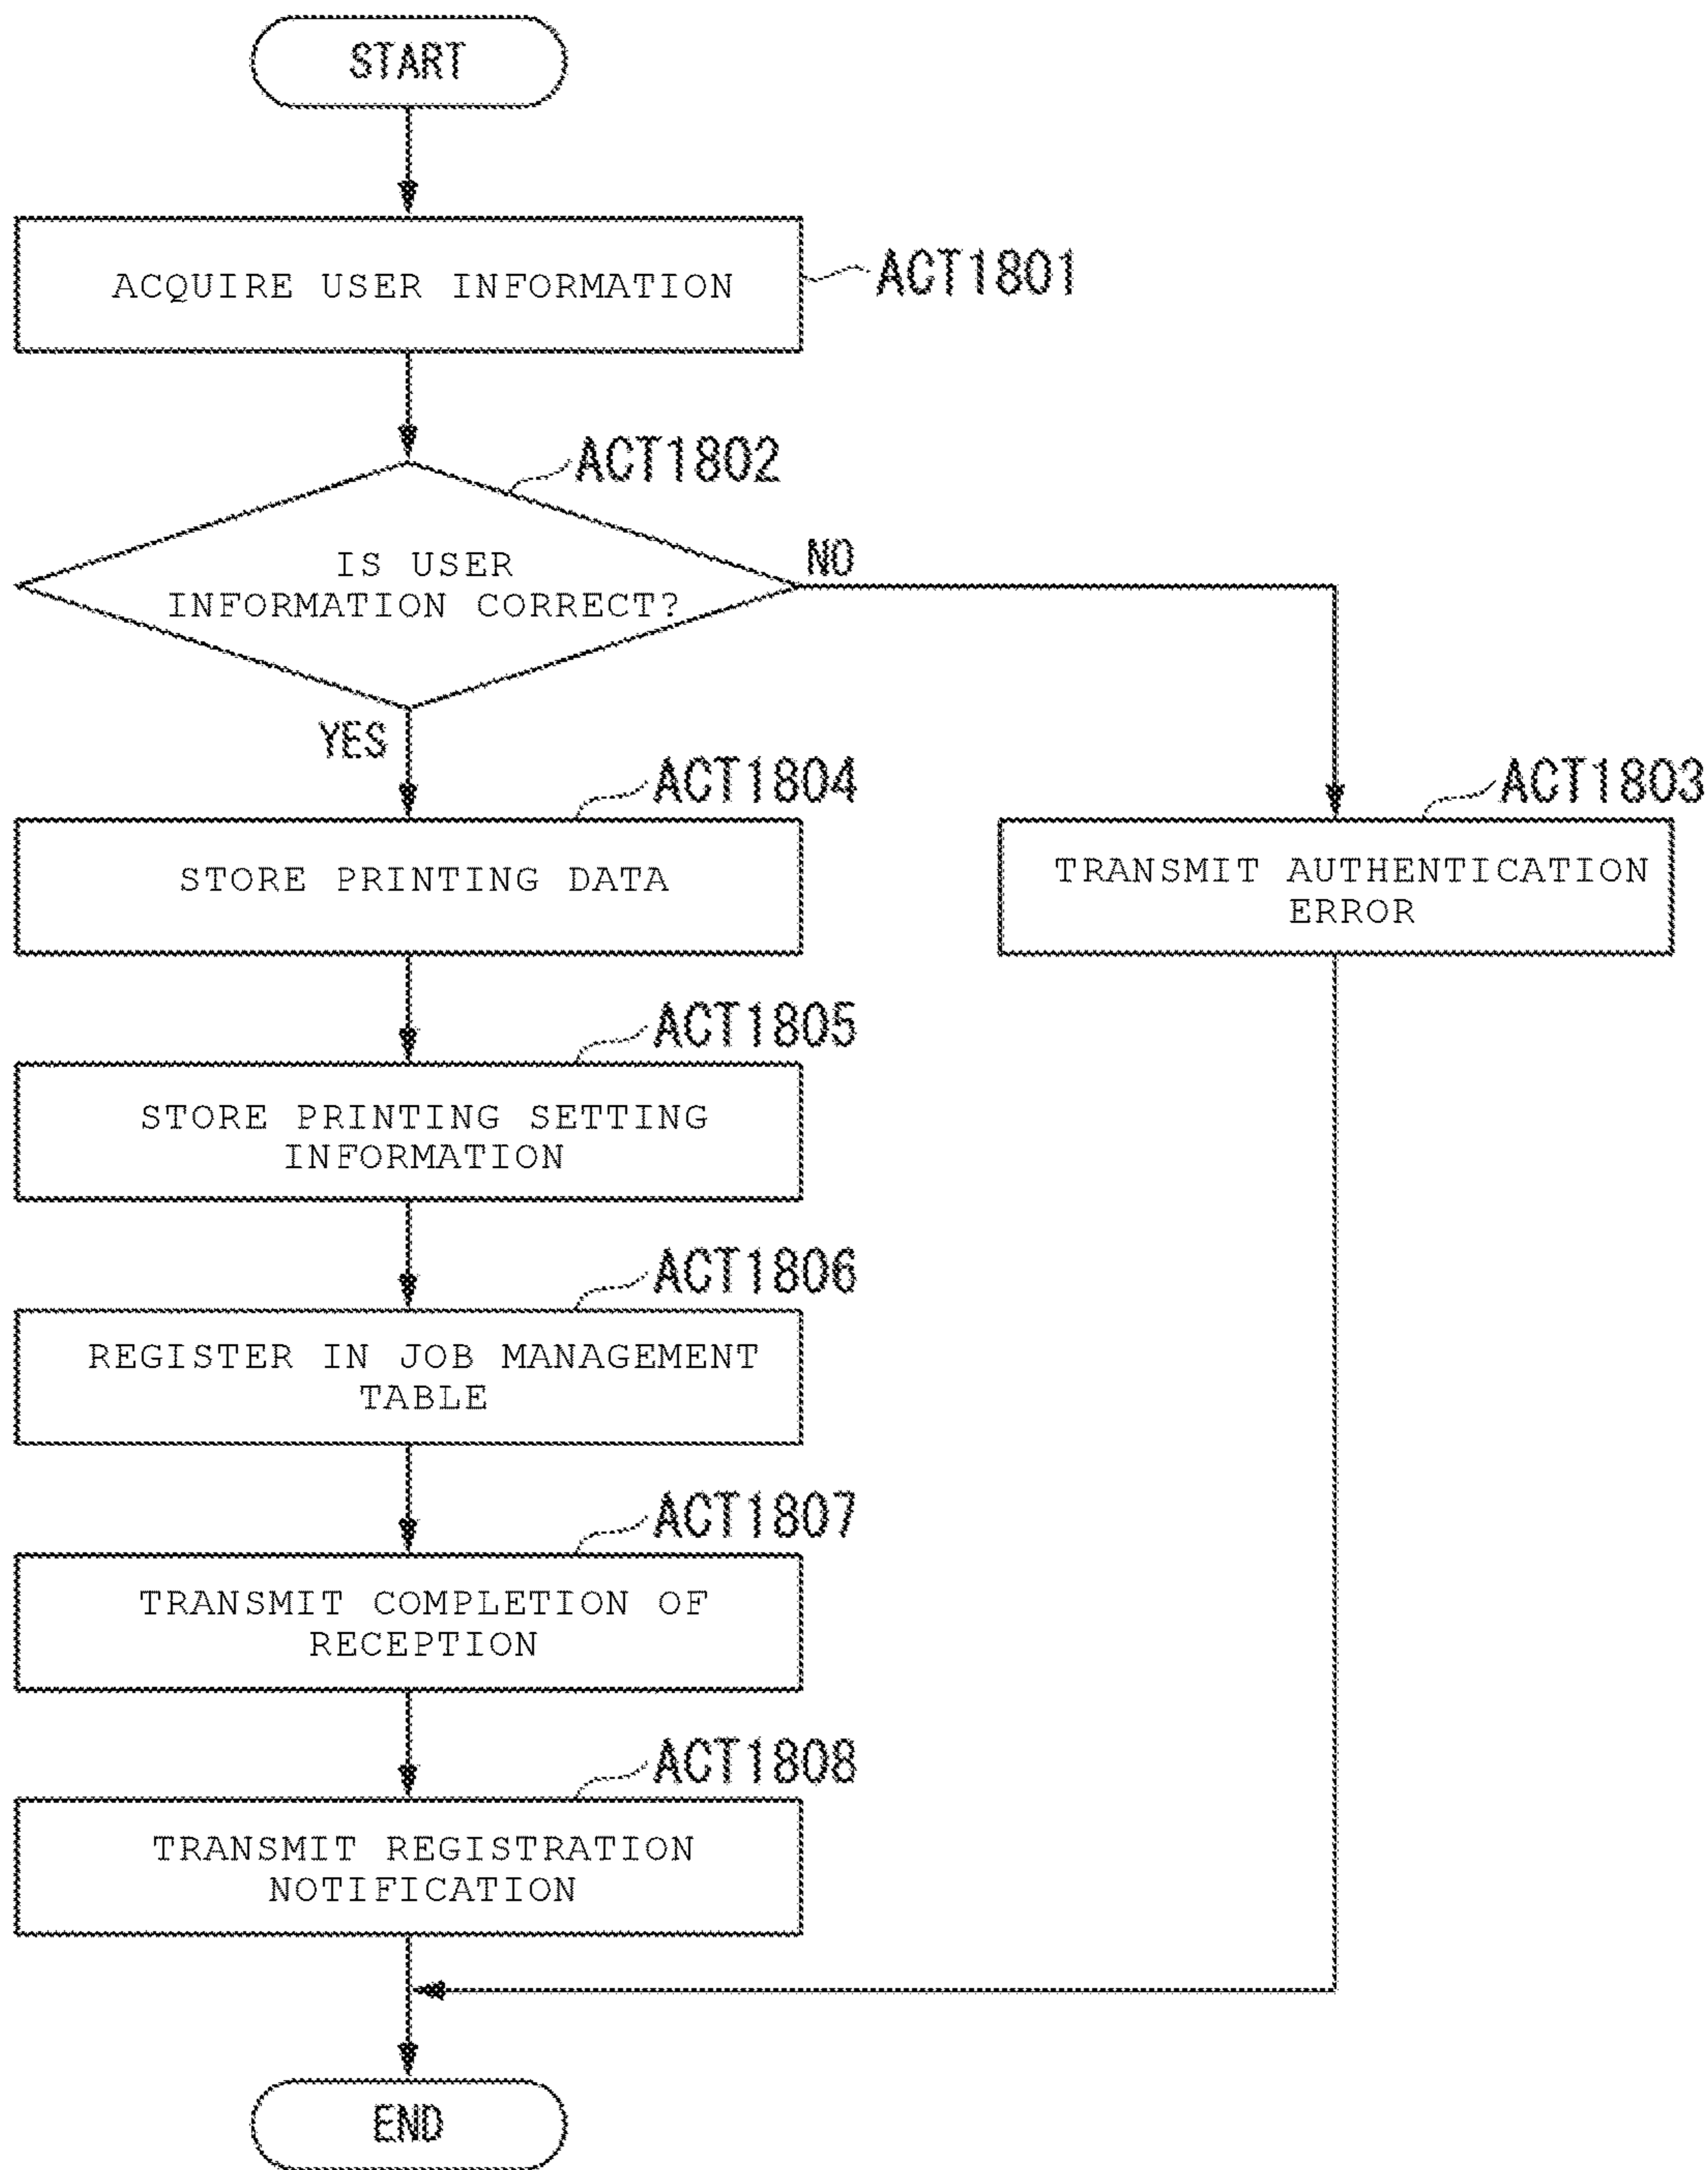 START
ACQUIRE USER INFORMATION
ACT1801
ACT1802
IS USER
INFORMATION CORRECT?
NO
YES
ACT1804
STORE PRINTING DATA
ACT1803
TRANSMIT AUTHENTICATION
ERROR
ACT1805
STORE PRINTING SETTING
INFORMATION
ACT1806
REGISTER IN JOB MANAGEMENT
TABLE
ACT1807
TRANSMIT COMPLETION OF
RECEPTION
ACT1808
TRANSMIT REGISTRATION
NOTIFICATION
END